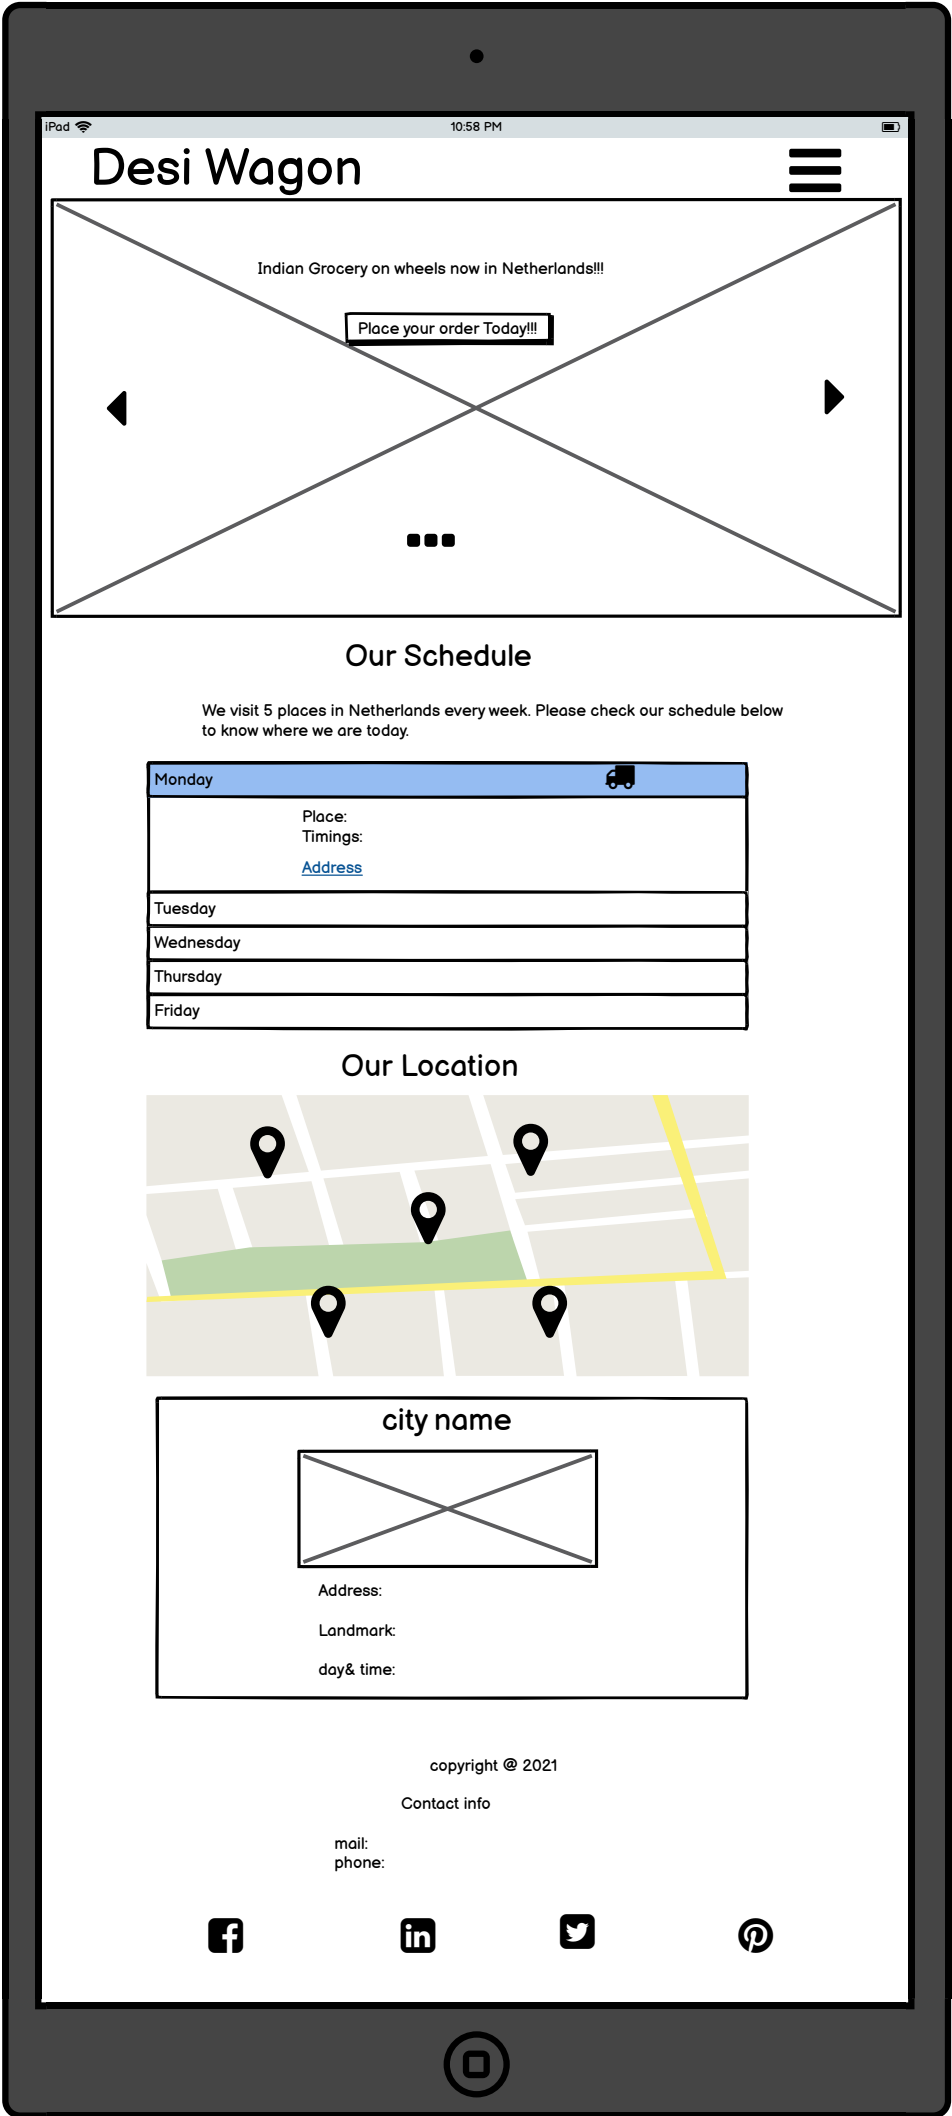 iPad
10:58 PM
Desi Wagon
Indian Grocery on wheels now in Netherlands!!!
Place your order Today!!!
Our Schedule
We visit 5 places in Netherlands every week. Please check our schedule below
to know where we are today.
Monday
Place:
Timings:
Address
Tuesday
Wednesday
Thursday
Friday
Our Location
city name
Address:
Landmark:
day& time:
copyright @ 2021
Contact info
mail:
phone: